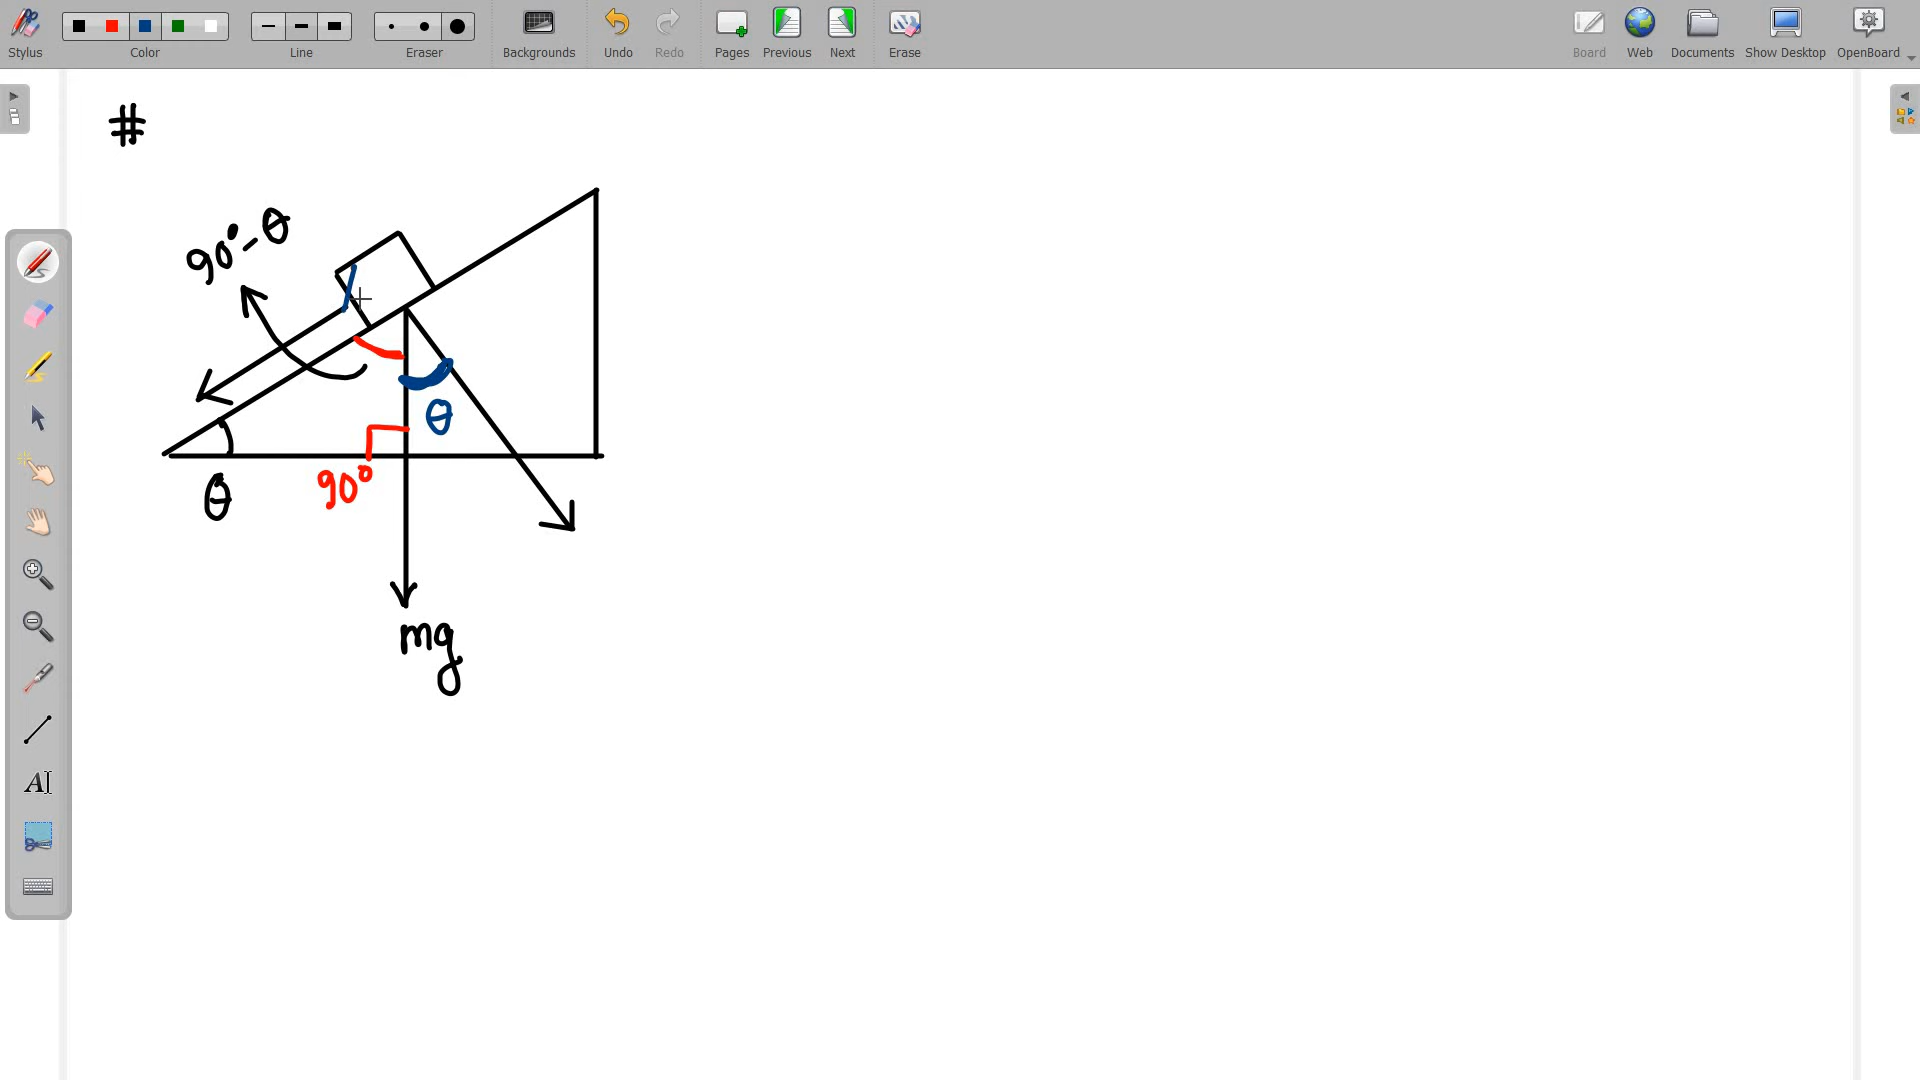 Stylus
Color
Line
Eraser
Backgrounds
Undo
Redo
Pages
Previous
Next
Erase
Board
Web
Documents
Show Desktop
OpenBoard
#
90°-θ
θ
θ
90°
mg
AI